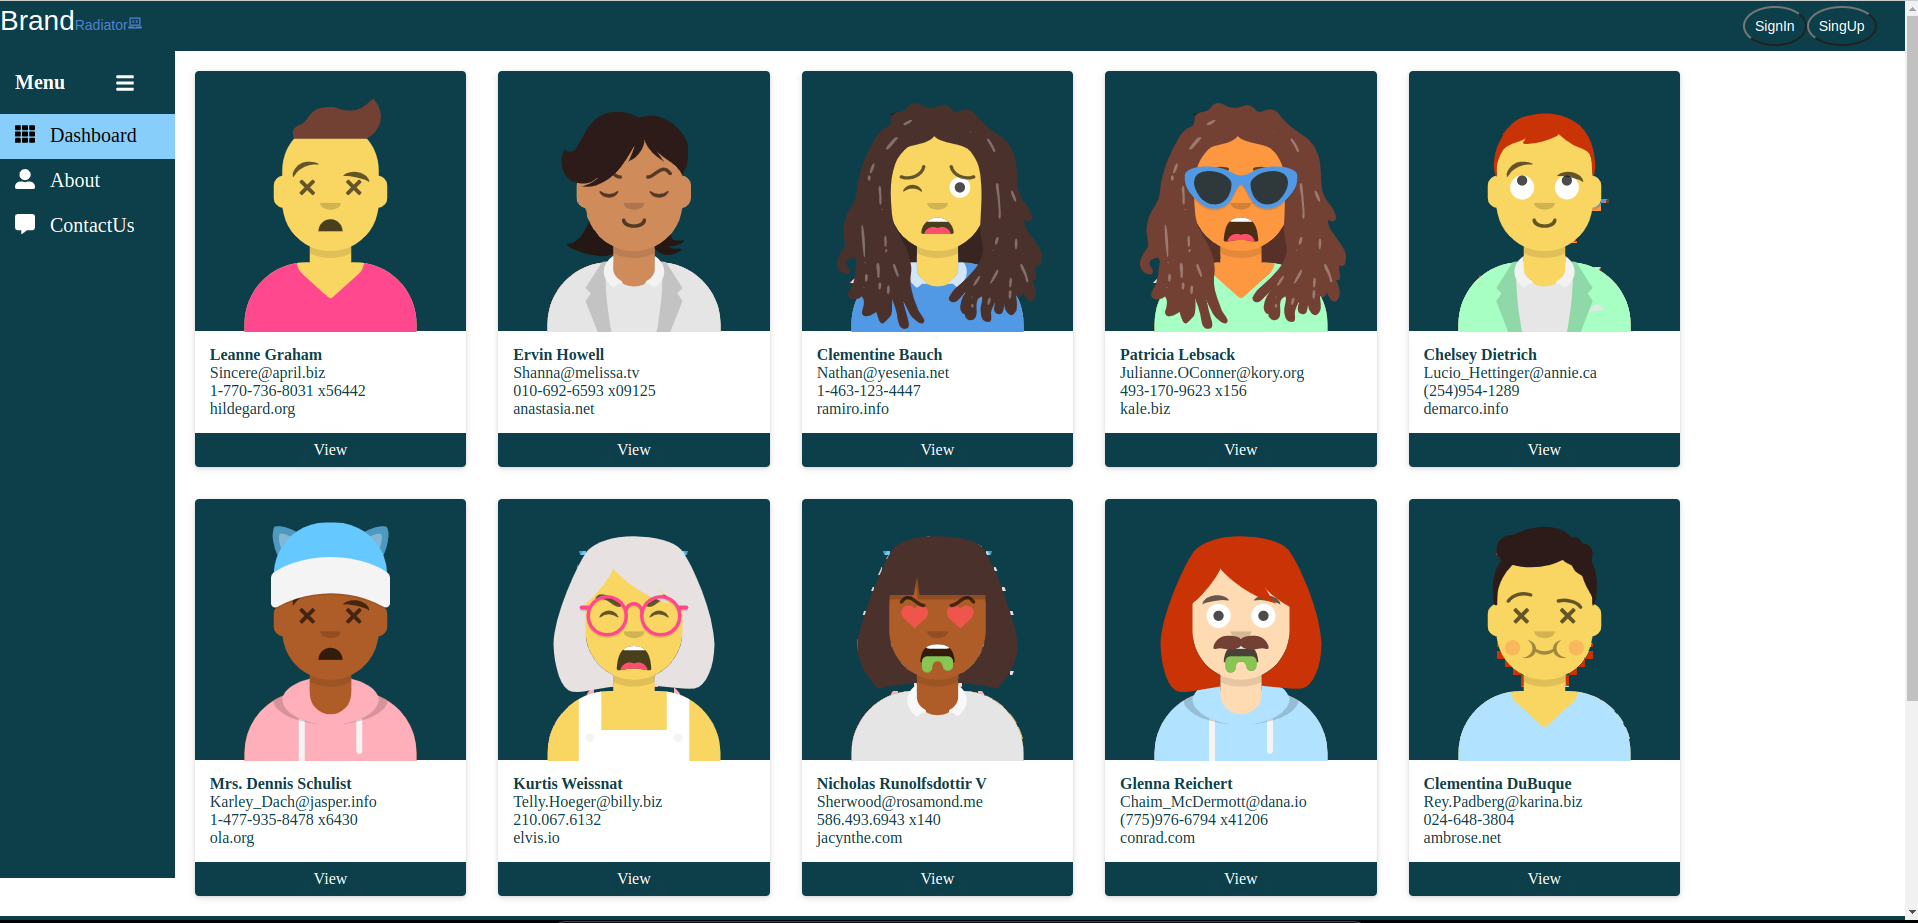 BrandRadiator
SignIn
SingUp
Menu
Dashboard
About
ContactUs
Leanne Graham
Sincere@april.biz
1-770-736-8031 x56442
hildegard.org
View
Ervin Howell
Shanna@melissa.tv
010-692-6593 x09125
anastasia.net
View
Clementine Bauch
Nathan@yesenia.net
1-463-123-4447
ramiro.info
View
Patricia Lebsack
Julianne.OConner@kory.org
493-170-9623 x156
kale.biz
View
Chelsey Dietrich
Lucio_Hettinger@annie.ca
(254)954-1289
demarco.info
View
Mrs. Dennis Schulist
Karley_Dach@jasper.info
1-477-935-8478 x6430
ola.org
View
Kurtis Weissnat
Telly.Hoeger@billy.biz
210.067.6132
elvis.io
View
Nicholas Runolfsdottir V
Sherwood@rosamond.me
586.493.6943 x140
jacynthe.com
View
Glenna Reichert
Chaim_McDermott@dana.io
(775)976-6794 x41206
conrad.com
View
Clementina DuBuque
Rey.Padberg@karina.biz
024-648-3804
ambrose.net
View